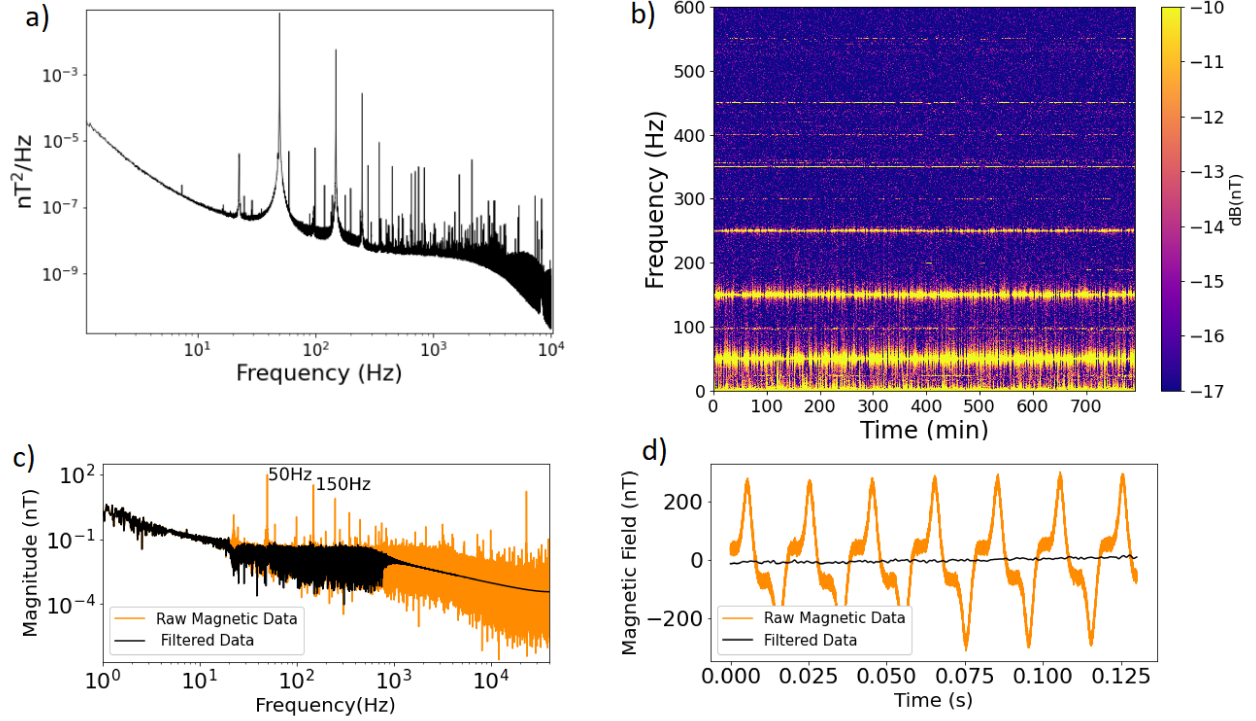 a)
nT²/Hz
10⁻³
10⁻⁵
10⁻⁷
10⁻⁹
10¹ 10² 10³ 10⁴
Frequency (Hz)
b)
Frequency (Hz)
600
500
400
300
200
100
0
0 100 200 300 400 500 600 700
Time (min)
−10
−11
−12
−13
−14
−15
−16
−17
dB(nT)
c)
Magnitude (nT)
10²
10⁻¹
10⁻⁴
50Hz
150Hz
Raw Magnetic Data
Filtered Data
10⁰ 10¹ 10² 10³ 10⁴
Frequency(Hz)
d)
Magnetic Field (nT)
200
0
−200
Raw Magnetic Data
Filtered Data
0.000 0.025 0.050 0.075 0.100 0.125
Time (s)